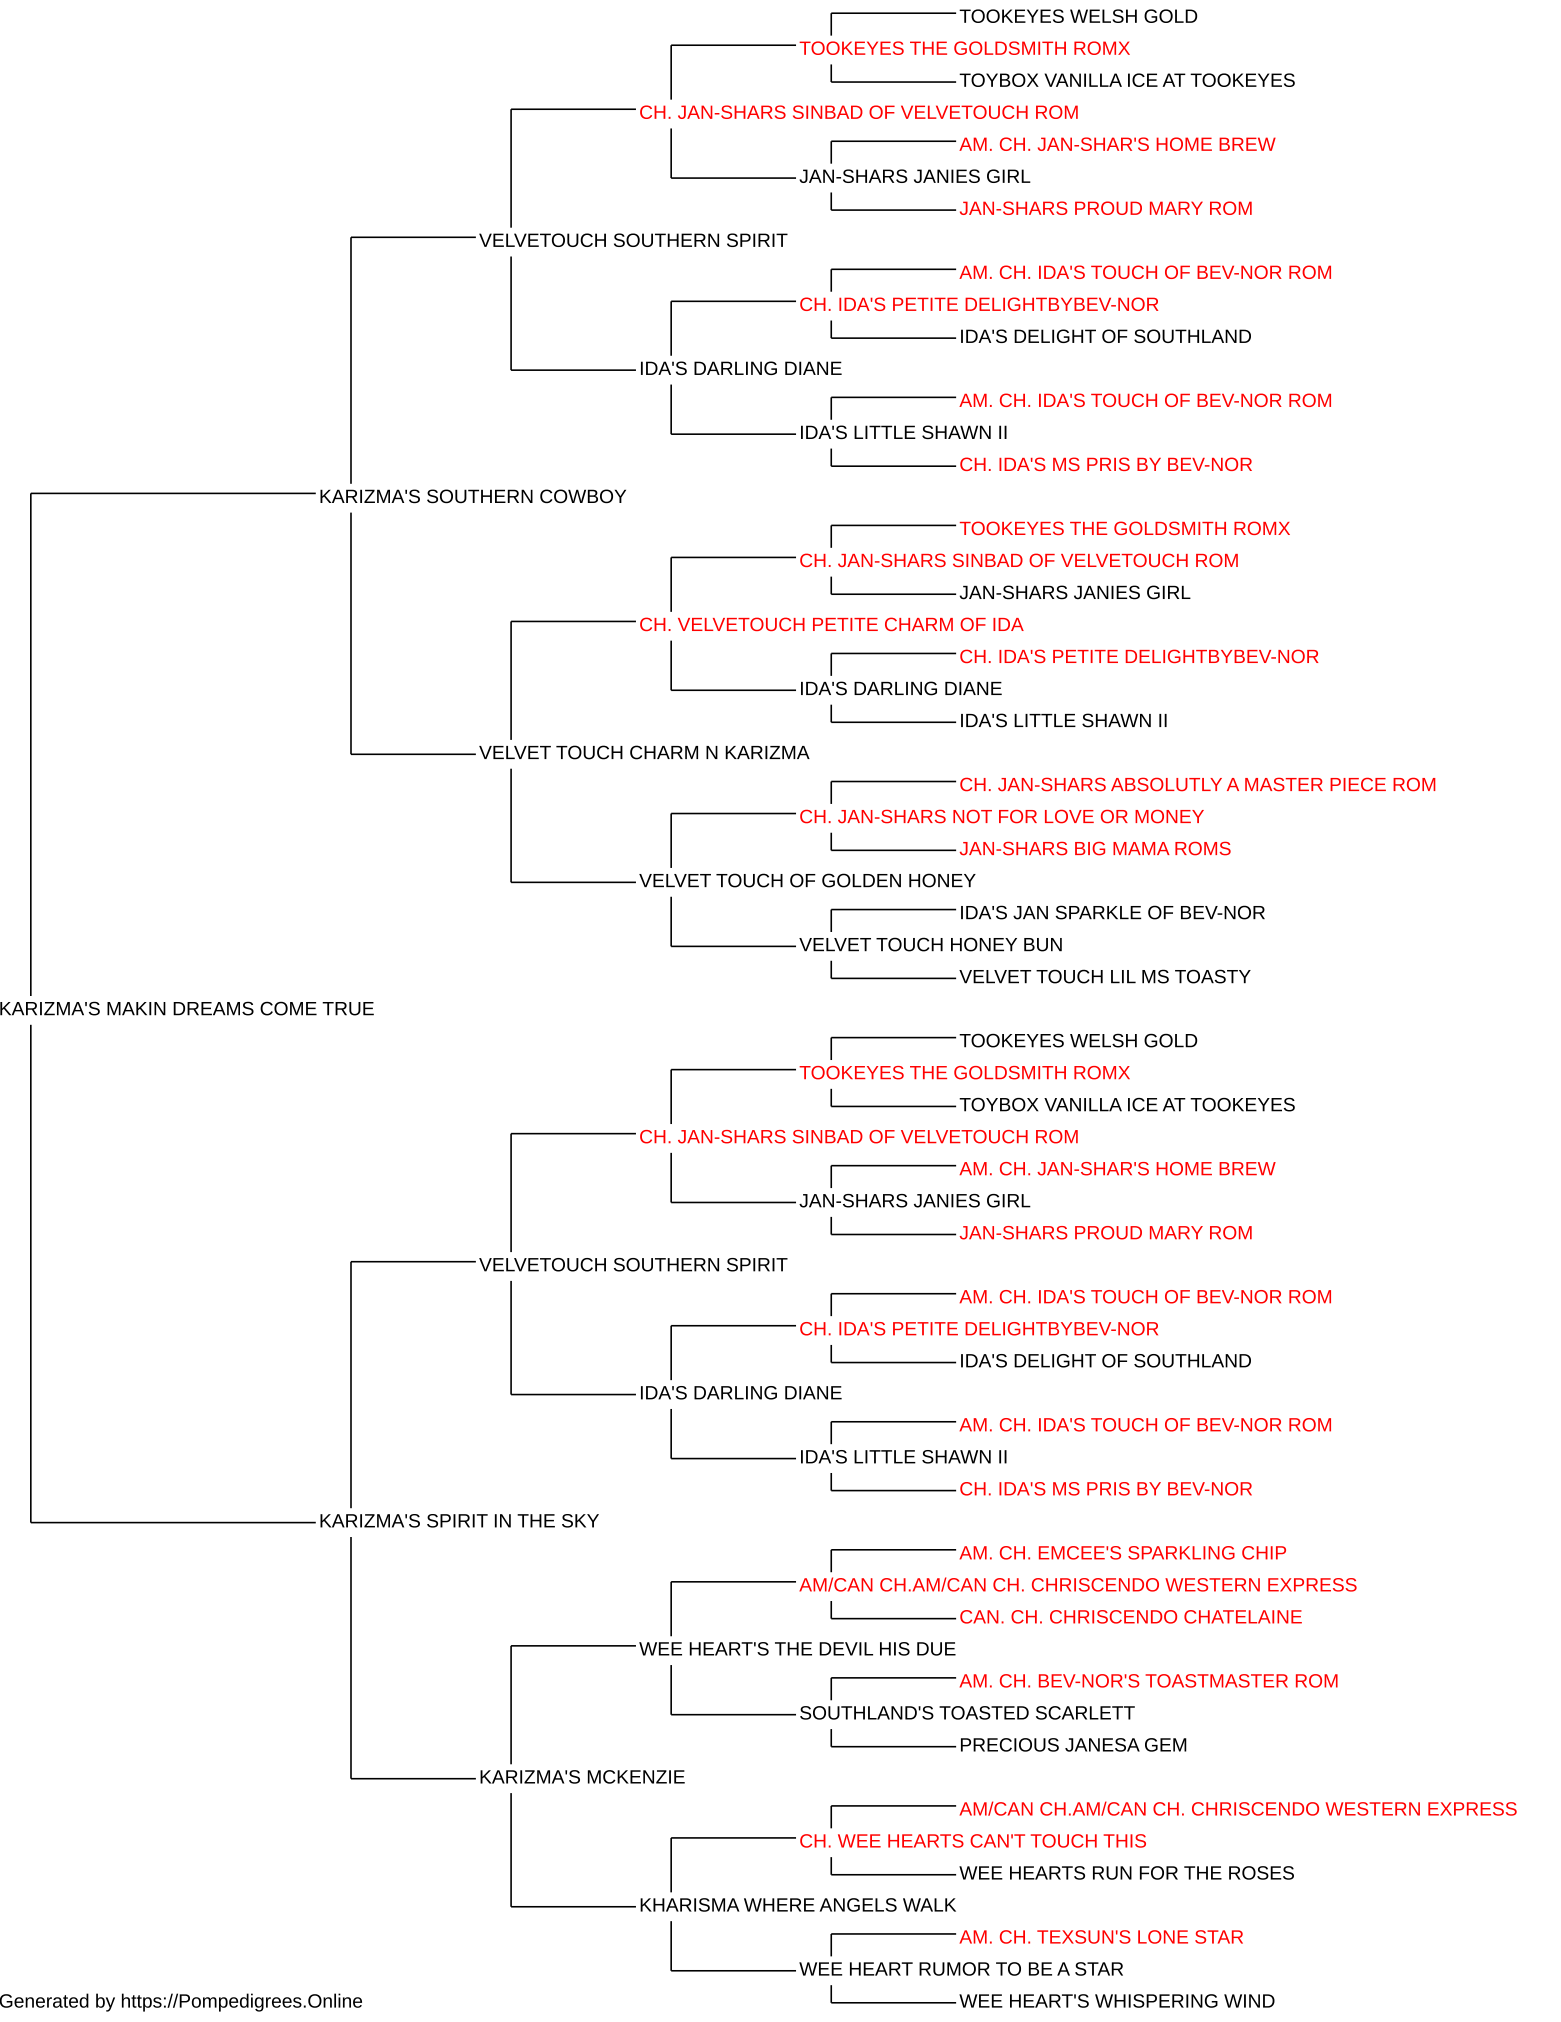 TOOKEYES WELSH GOLD
TOOKEYES THE GOLDSMITH ROMX
TOYBOX VANILLA ICE AT TOOKEYES
CH. JAN-SHARS SINBAD OF VELVETOUCH ROM
AM. CH. JAN-SHAR'S HOME BREW
JAN-SHARS JANIES GIRL
JAN-SHARS PROUD MARY ROM
VELVETOUCH SOUTHERN SPIRIT
AM. CH. IDA'S TOUCH OF BEV-NOR ROM
CH. IDA'S PETITE DELIGHTBYBEV-NOR
IDA'S DELIGHT OF SOUTHLAND
IDA'S DARLING DIANE
AM. CH. IDA'S TOUCH OF BEV-NOR ROM
IDA'S LITTLE SHAWN II
CH. IDA'S MS PRIS BY BEV-NOR
KARIZMA'S SOUTHERN COWBOY
TOOKEYES THE GOLDSMITH ROMX
CH. JAN-SHARS SINBAD OF VELVETOUCH ROM
JAN-SHARS JANIES GIRL
CH. VELVETOUCH PETITE CHARM OF IDA
CH. IDA'S PETITE DELIGHTBYBEV-NOR
IDA'S DARLING DIANE
IDA'S LITTLE SHAWN II
VELVET TOUCH CHARM N KARIZMA
CH. JAN-SHARS ABSOLUTLY A MASTER PIECE ROM
CH. JAN-SHARS NOT FOR LOVE OR MONEY
JAN-SHARS BIG MAMA ROMS
VELVET TOUCH OF GOLDEN HONEY
IDA'S JAN SPARKLE OF BEV-NOR
VELVET TOUCH HONEY BUN
VELVET TOUCH LIL MS TOASTY
KARIZMA'S MAKIN DREAMS COME TRUE
TOOKEYES WELSH GOLD
TOOKEYES THE GOLDSMITH ROMX
TOYBOX VANILLA ICE AT TOOKEYES
CH. JAN-SHARS SINBAD OF VELVETOUCH ROM
AM. CH. JAN-SHAR'S HOME BREW
JAN-SHARS JANIES GIRL
JAN-SHARS PROUD MARY ROM
VELVETOUCH SOUTHERN SPIRIT
AM. CH. IDA'S TOUCH OF BEV-NOR ROM
CH. IDA'S PETITE DELIGHTBYBEV-NOR
IDA'S DELIGHT OF SOUTHLAND
IDA'S DARLING DIANE
AM. CH. IDA'S TOUCH OF BEV-NOR ROM
IDA'S LITTLE SHAWN II
CH. IDA'S MS PRIS BY BEV-NOR
KARIZMA'S SPIRIT IN THE SKY
AM. CH. EMCEE'S SPARKLING CHIP
AM/CAN CH.AM/CAN CH. CHRISCENDO WESTERN EXPRESS
CAN. CH. CHRISCENDO CHATELAINE
WEE HEART'S THE DEVIL HIS DUE
AM. CH. BEV-NOR'S TOASTMASTER ROM
SOUTHLAND'S TOASTED SCARLETT
PRECIOUS JANESA GEM
KARIZMA'S MCKENZIE
AM/CAN CH.AM/CAN CH. CHRISCENDO WESTERN EXPRESS
CH. WEE HEARTS CAN'T TOUCH THIS
WEE HEARTS RUN FOR THE ROSES
KHARISMA WHERE ANGELS WALK
AM. CH. TEXSUN'S LONE STAR
WEE HEART RUMOR TO BE A STAR
WEE HEART'S WHISPERING WIND
Generated by https://Pompedigrees.Online